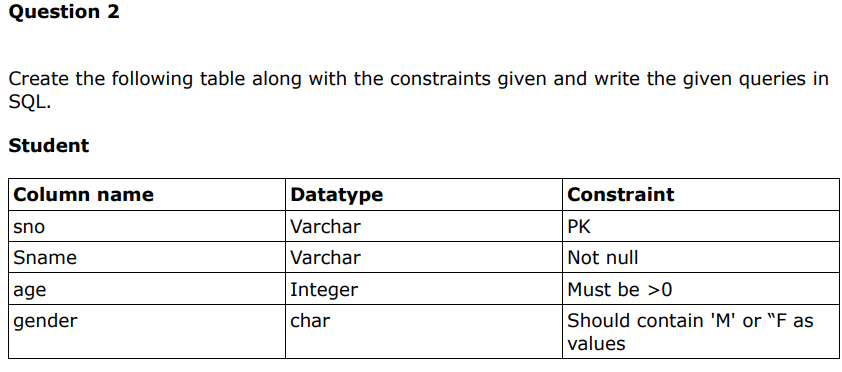 Question 2
Create the following table along with the constraints given and write the given queries in
SQL.
Student
Column name Datatype Constraint
sno Varchar PK
Sname Varchar Not null
age Integer Must be >0
gender char Should contain 'M' or “F as
values